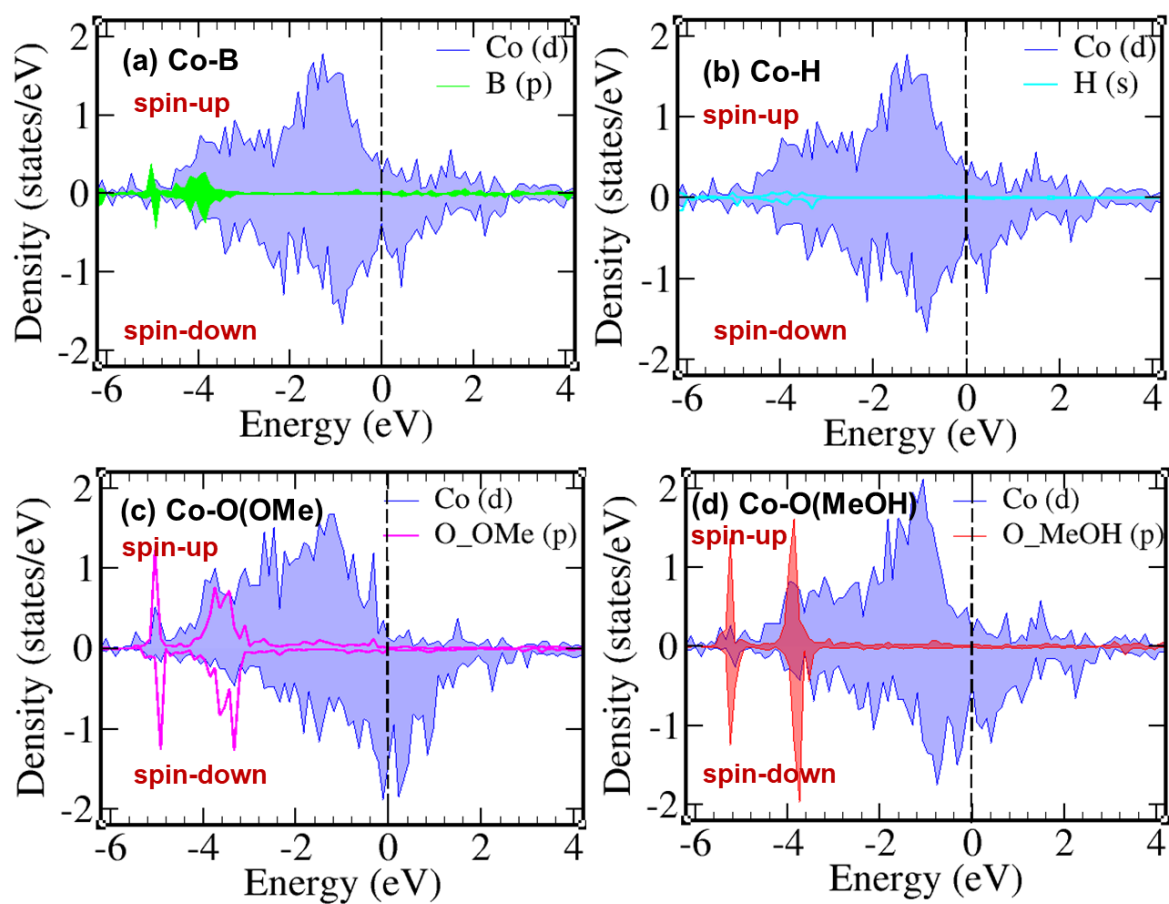 (a) Co-B
Co (d)
B (p)
spin-up
spin-down
Density (states/eV)
2
1
0
-1
-2
-6 -4 -2 0 2 4
Energy (eV)
(b) Co-H
Co (d)
H (s)
spin-up
spin-down
Density (states/eV)
2
1
0
-1
-2
-6 -4 -2 0 2 4
Energy (eV)
(c) Co-O(OMe)
Co (d)
O_OMe (p)
spin-up
spin-down
Density (states/eV)
2
1
0
-1
-2
-6 -4 -2 0 2 4
Energy (eV)
(d) Co-O(MeOH)
Co (d)
O_MeOH (p)
spin-up
spin-down
Density (states/eV)
2
1
0
-1
-2
-6 -4 -2 0 2 4
Energy (eV)